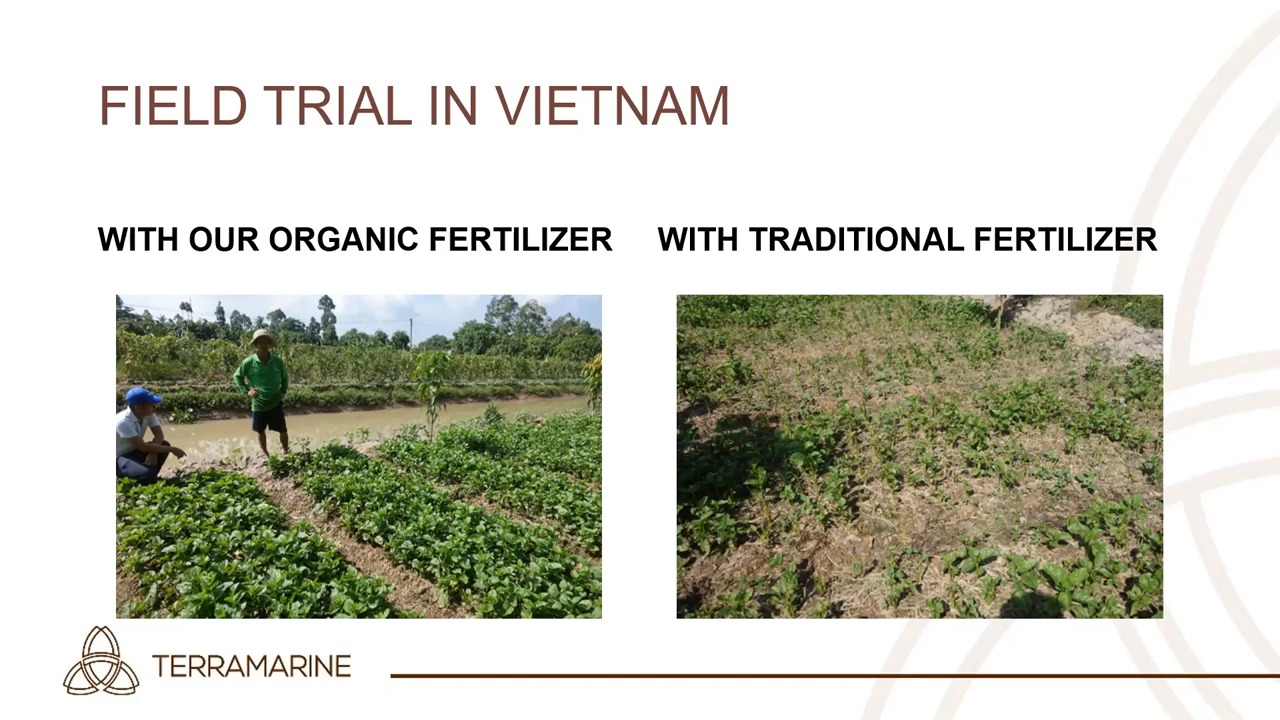 FIELD TRIAL IN VIETNAM
WITH OUR ORGANIC FERTILIZER
WITH TRADITIONAL FERTILIZER
TERRAMARINE